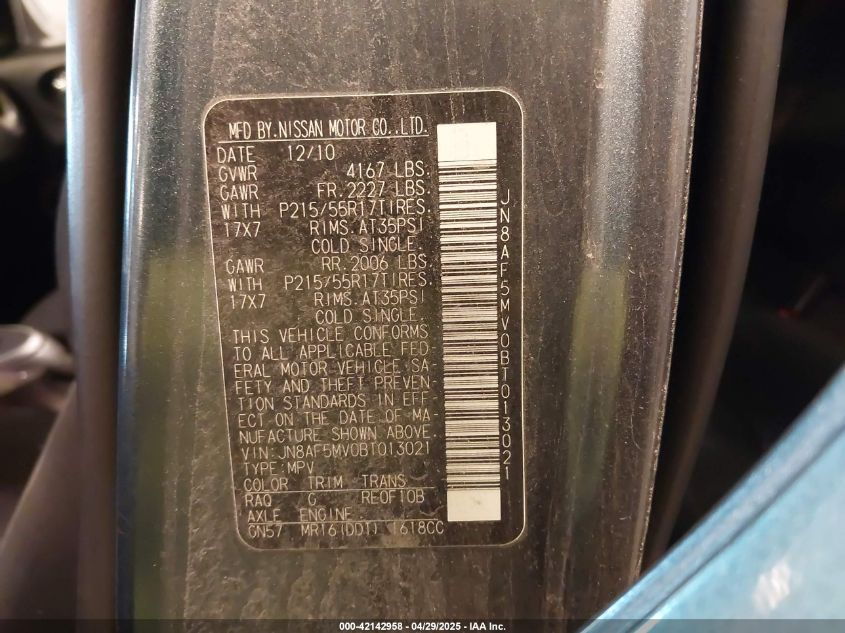 MFD BY.NISSAN MOTOR CO.,LTD.
DATE 12/10
GVWR 4167 LBS.
GAWR FR.2227 LBS.
WITH P215/55R17TIRES.
17X7 RIMS.AT35PSI
COLD SINGLE.
GAWR RR.2006 LBS.
WITH P215/55R17TIRES.
17X7 RIMS.AT35PSI
COLD SINGLE.
THIS VEHICLE CONFORMS
TO ALL APPLICABLE FED
ERAL MOTOR VEHICLE SA-
FETY AND THEFT PREVEN-
TION STANDARDS IN EFF
ECT ON THE DATE OF MA-
NUFACTURE SHOWN ABOVE.
VIN:JN8AF5MV0BT013021
TYPE:MPV
COLOR TRIM TRANS
RAQ G RE0F10B
AXLE ENGINE
GN57 MR16(DDT) 1618CC
JN8AF5MV0BT013021
000-42142958 - 04/29/2025 - IAA Inc.